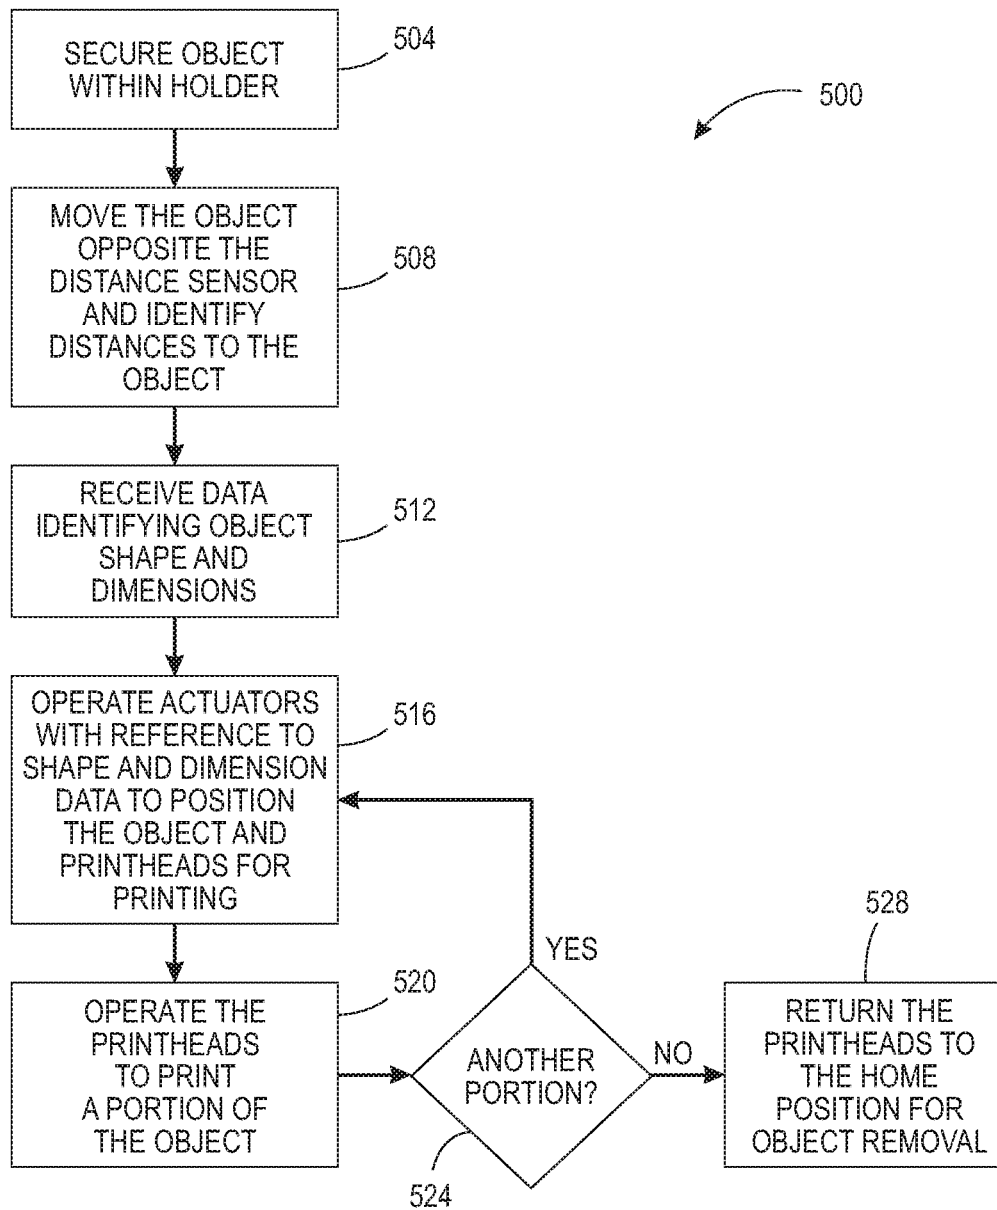 SECURE OBJECT
WITHIN HOLDER
504
500
MOVE THE OBJECT
OPPOSITE THE
DISTANCE SENSOR
AND IDENTIFY
DISTANCES TO THE
OBJECT
508
RECEIVE DATA
IDENTIFYING OBJECT
SHAPE AND
DIMENSIONS
512
OPERATE ACTUATORS
WITH REFERENCE TO
SHAPE AND DIMENSION
DATA TO POSITION
THE OBJECT AND
PRINTHEADS FOR
PRINTING
516
OPERATE THE
PRINTHEADS
TO PRINT
A PORTION OF
THE OBJECT
520
ANOTHER
PORTION?
524
YES
NO
RETURN THE
PRINTHEADS TO
THE HOME
POSITION FOR
OBJECT REMOVAL
528